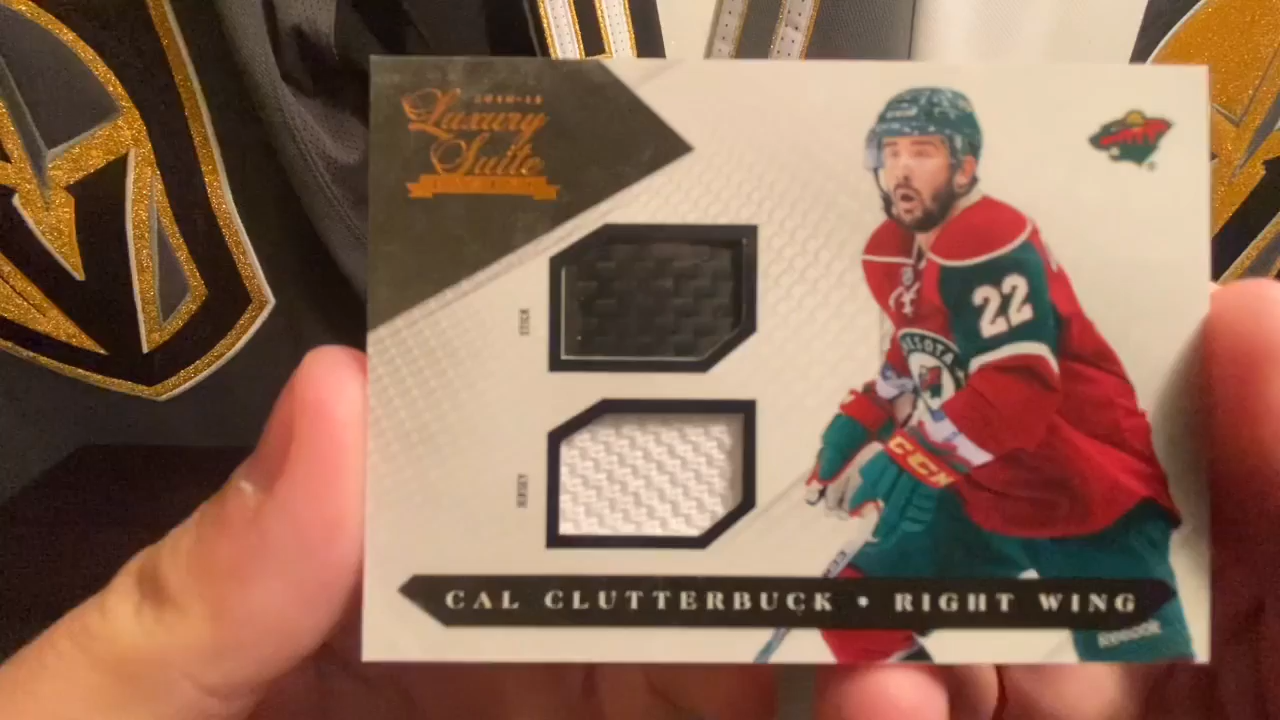 Luxury
Suite
STICK
JERSEY
22
CCM
CAL CLUTTERBUCK • RIGHT WING
Reebok